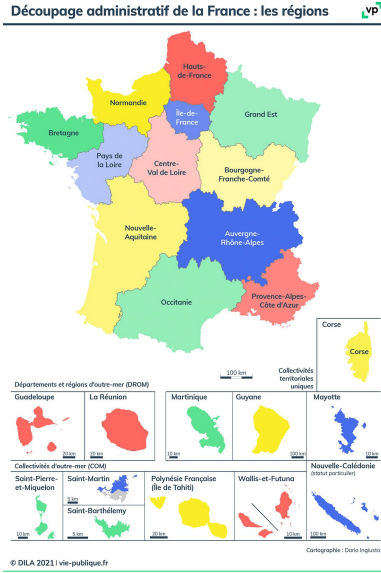 Découpage administratif de la France : les régions
vp
Hauts-
de-France
Normandie
Île-de-
France
Grand Est
Bretagne
Pays de
la Loire
Centre-
Val de Loire
Bourgogne-
Franche-Comté
Nouvelle-
Aquitaine
Auvergne-
Rhône-Alpes
Occitanie
Provence-Alpes-
Côte d'Azur
Corse
Corse
100 km
Collectivités
territoriales
uniques
Départements et régions d'outre-mer (DROM)
Guadeloupe
20 km
La Réunion
20 km
Martinique
10 km
Guyane
100 km
Mayotte
10 km
Collectivités d'outre-mer (COM)
Saint-Pierre-
et-Miquelon
10 km
Saint-Martin
5 km
Saint-Barthélemy
5 km
Polynésie Française
(Île de Tahiti)
20 km
Wallis-et-Futuna
10 km
Nouvelle-Calédonie
(statut particulier)
100 km
Cartographie : Dario Ingiusto
© DILA 2021 | vie-publique.fr